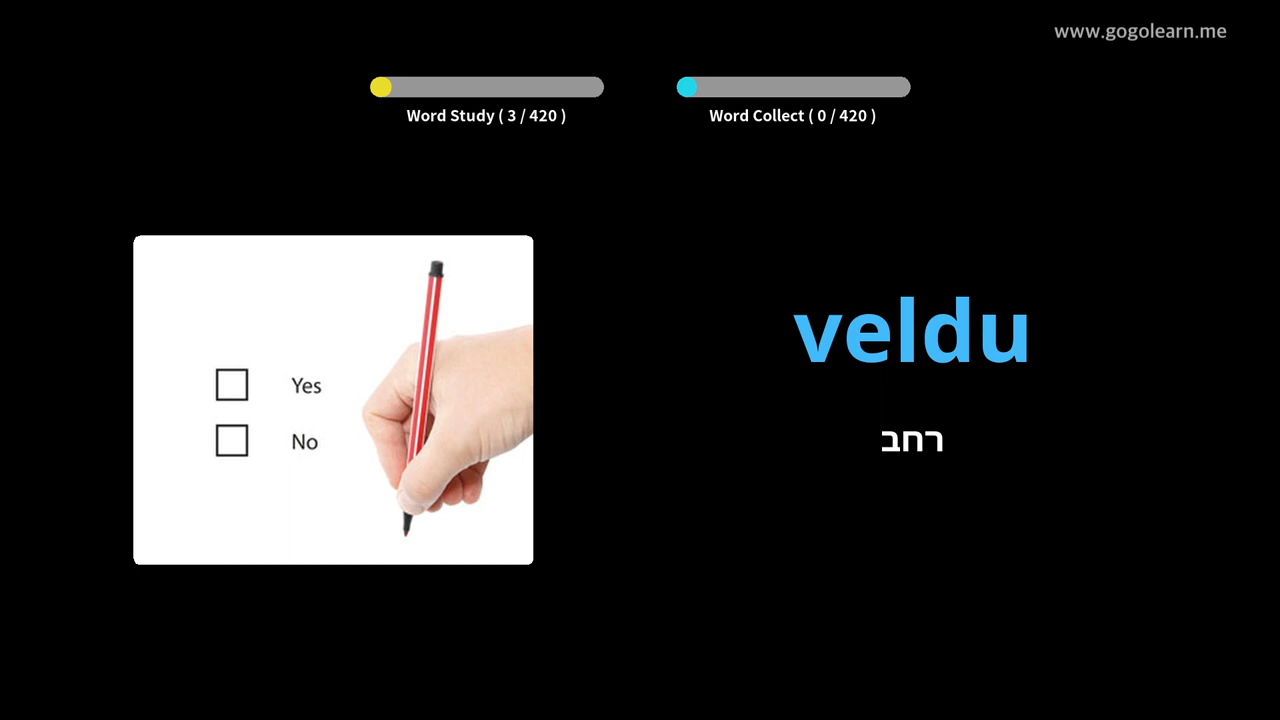 www.gogolearn.me
Word Study ( 3 / 420 )
Word Collect ( 0 / 420 )
Yes
No
veldu
רחב